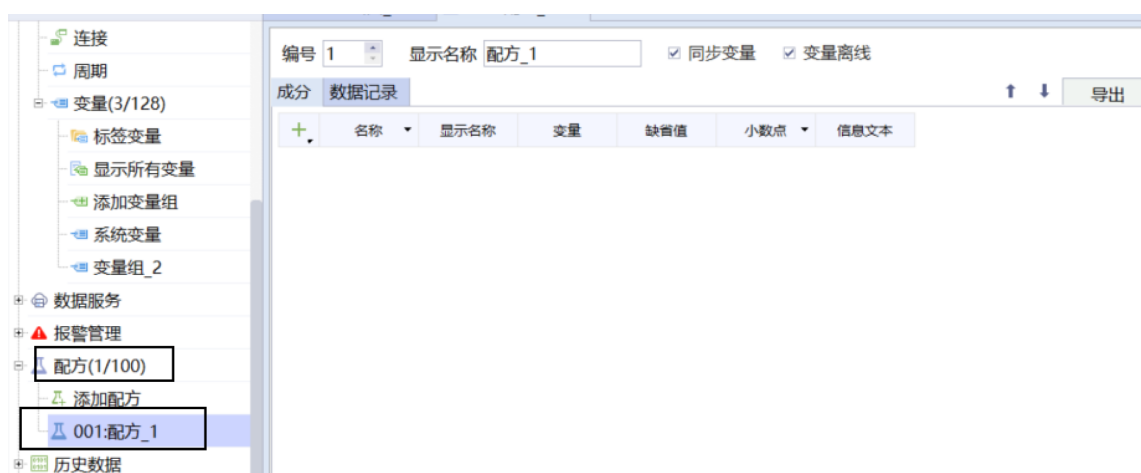 连接
周期
变量(3/128)
标签变量
显示所有变量
添加变量组
系统变量
变量组_2
数据服务
报警管理
配方(1/100)
添加配方
001:配方_1
历史数据
编号 1 显示名称 配方_1 同步变量 变量离线
成分 数据记录 导出
名称 显示名称 变量 缺省值 小数点 信息文本